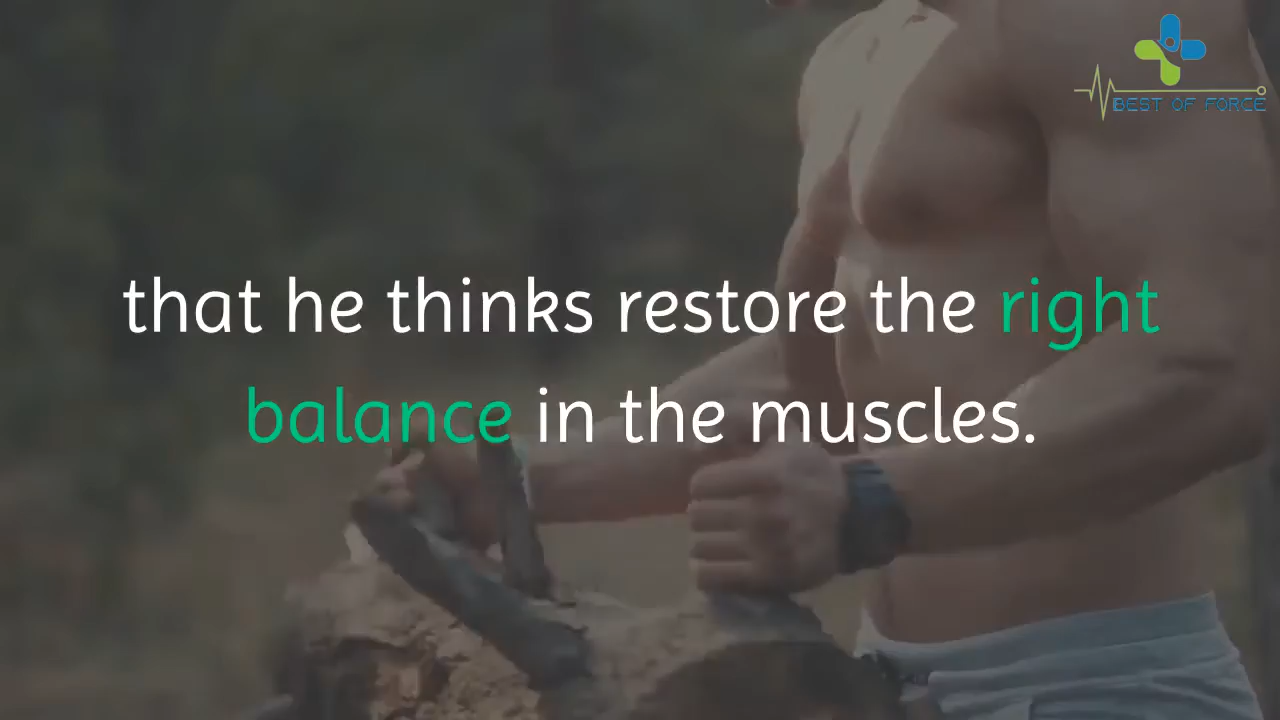 BEST OF FORCE
that he thinks restore the right
balance in the muscles.